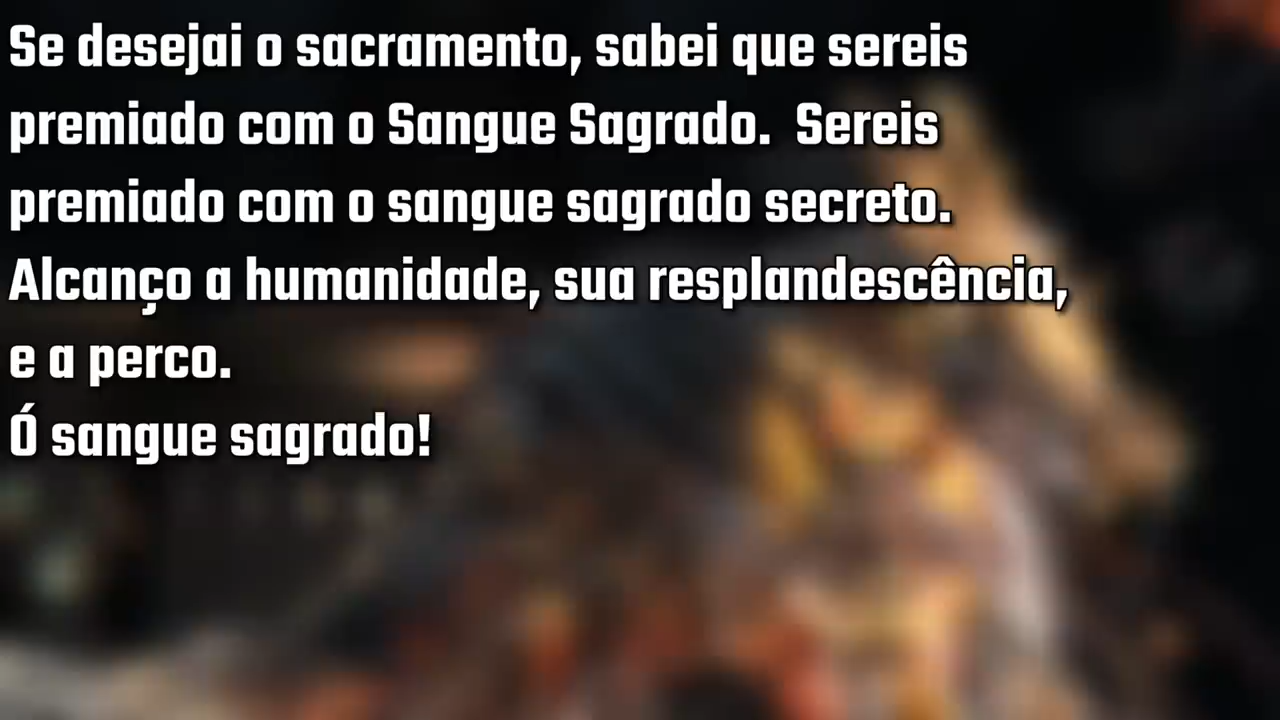 Se desejai o sacramento, sabei que sereis
premiado com o Sangue Sagrado.  Sereis
premiado com o sangue sagrado secreto.
Alcanço a humanidade, sua resplandescência,
e a perco.
Ó sangue sagrado!